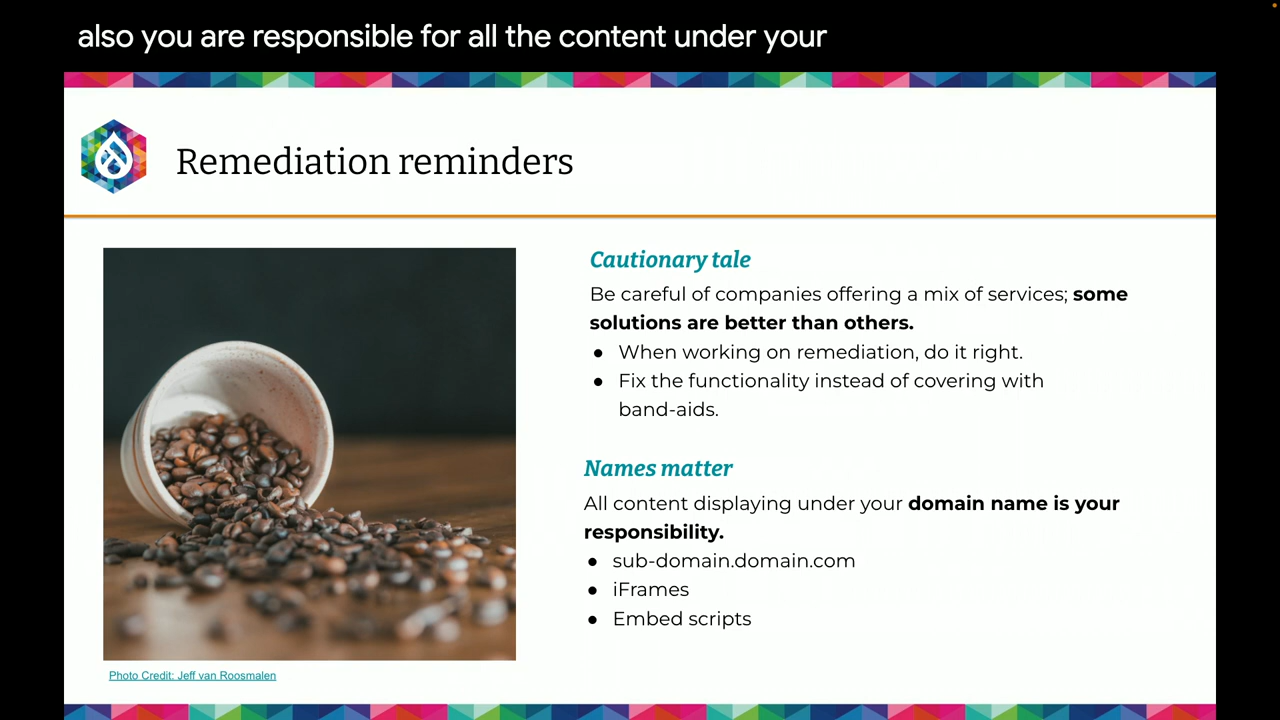 also you are responsible for all the content under your
Remediation reminders
Cautionary tale
Be careful of companies offering a mix of services; some
solutions are better than others.
● When working on remediation, do it right.
● Fix the functionality instead of covering with
band-aids.
Names matter
All content displaying under your domain name is your
responsibility.
● sub-domain.domain.com
● iFrames
● Embed scripts
Photo Credit: Jeff van Roosmalen